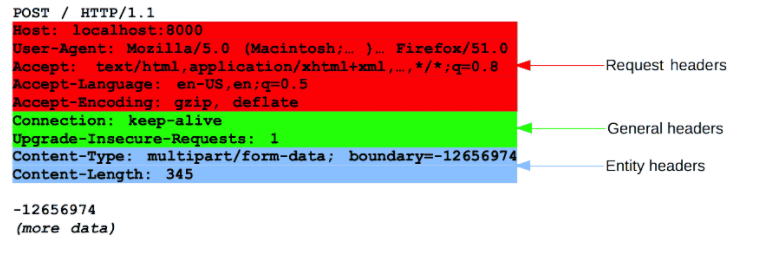 POST / HTTP/1.1
Host: localhost:8000
User-Agent: Mozilla/5.0 (Macintosh;… )… Firefox/51.0
Accept: text/html,application/xhtml+xml,…,*/*;q=0.8
Accept-Language: en-US,en;q=0.5
Accept-Encoding: gzip, deflate
Connection: keep-alive
Upgrade-Insecure-Requests: 1
Content-Type: multipart/form-data; boundary=-12656974
Content-Length: 345
-12656974
(more data)
Request headers
General headers
Entity headers